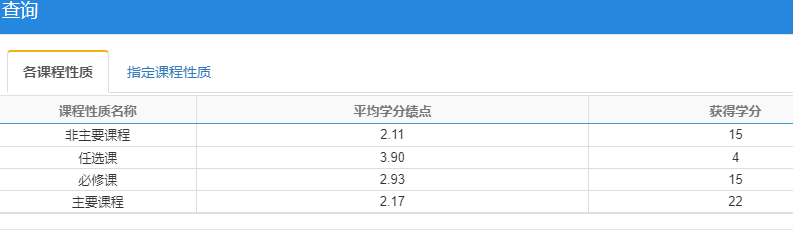 查询
各课程性质 指定课程性质
课程性质名称 平均学分绩点 获得学分
非主要课程 2.11 15
任选课 3.90 4
必修课 2.93 15
主要课程 2.17 22